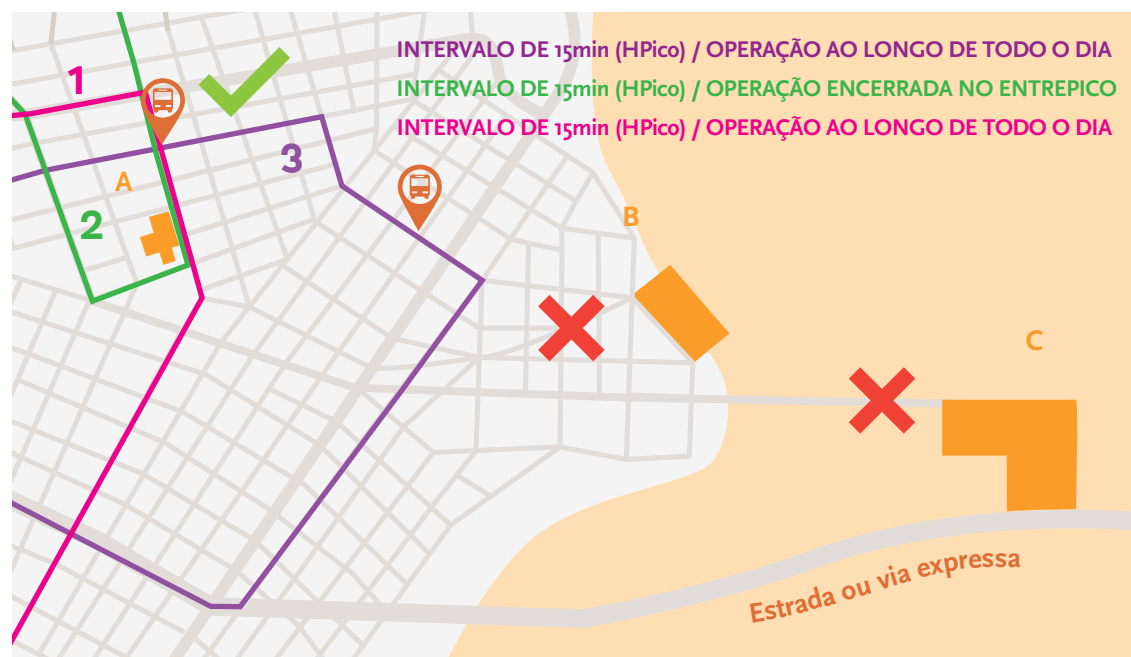 INTERVALO DE 15min (HPico) / OPERAÇÃO AO LONGO DE TODO O DIA
INTERVALO DE 15min (HPico) / OPERAÇÃO ENCERRADA NO ENTREPICO
INTERVALO DE 15min (HPico) / OPERAÇÃO AO LONGO DE TODO O DIA
1
3
A
2
B
C
Estrada ou via expressa